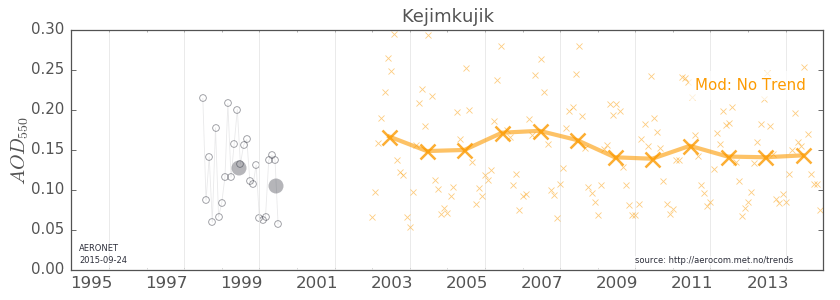 Kejimkujik
0.30
0.25
0.20
0.15
0.10
0.05
0.00
AOD550
Mod: No Trend
AERONET
2015-09-24
source: http://aerocom.met.no/trends
1995 1997 1999 2001 2003 2005 2007 2009 2011 2013